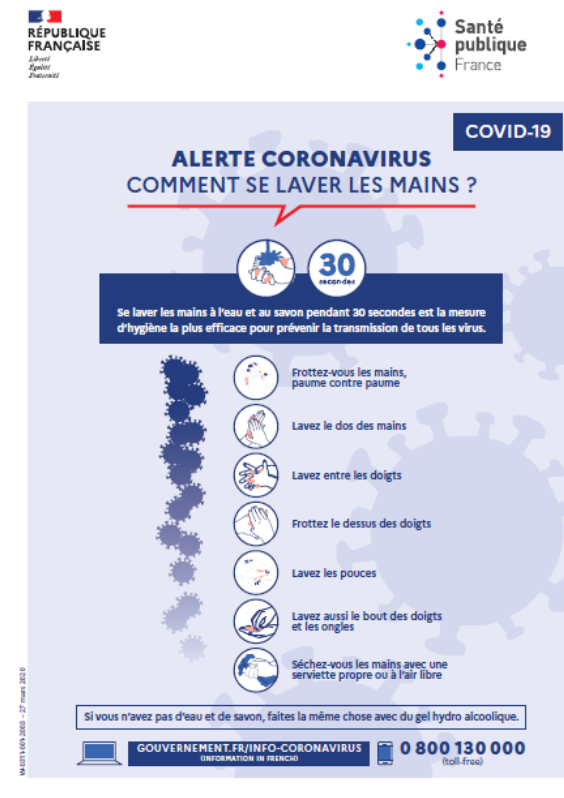 RÉPUBLIQUE
FRANÇAISE
Liberté
Égalité
Fraternité
Santé
publique
France
COVID-19
ALERTE CORONAVIRUS
COMMENT SE LAVER LES MAINS ?
30
secondes
Se laver les mains à l'eau et au savon pendant 30 secondes est la mesure
d'hygiène la plus efficace pour prévenir la transmission de tous les virus.
Frottez-vous les mains,
paume contre paume
Lavez le dos des mains
Lavez entre les doigts
Frottez le dessus des doigts
Lavez les pouces
Lavez aussi le bout des doigts
et les ongles
Séchez-vous les mains avec une
serviette propre ou à l'air libre
Si vous n'avez pas d'eau et de savon, faites la même chose avec du gel hydro alcoolique.
GOUVERNEMENT.FR/INFO-CORONAVIRUS
(INFORMATION IN FRENCH)
0 800 130 000
(toll-free)
– 27 mars 2020